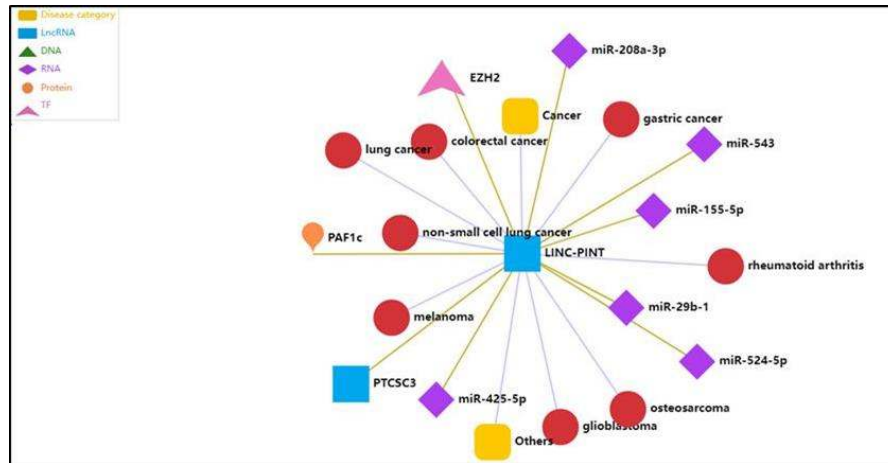 Disease category
LncRNA
DNA
RNA
Protein
TF
miR-208a-3p
EZH2
Cancer
gastric cancer
colorectal cancer
miR-543
lung cancer
miR-155-5p
non-small cell lung cancer
PAF1c
LINC-PINT
rheumatoid arthritis
miR-29b-1
melanoma
miR-524-5p
PTCSC3
miR-425-5p
osteosarcoma
glioblastoma
Others